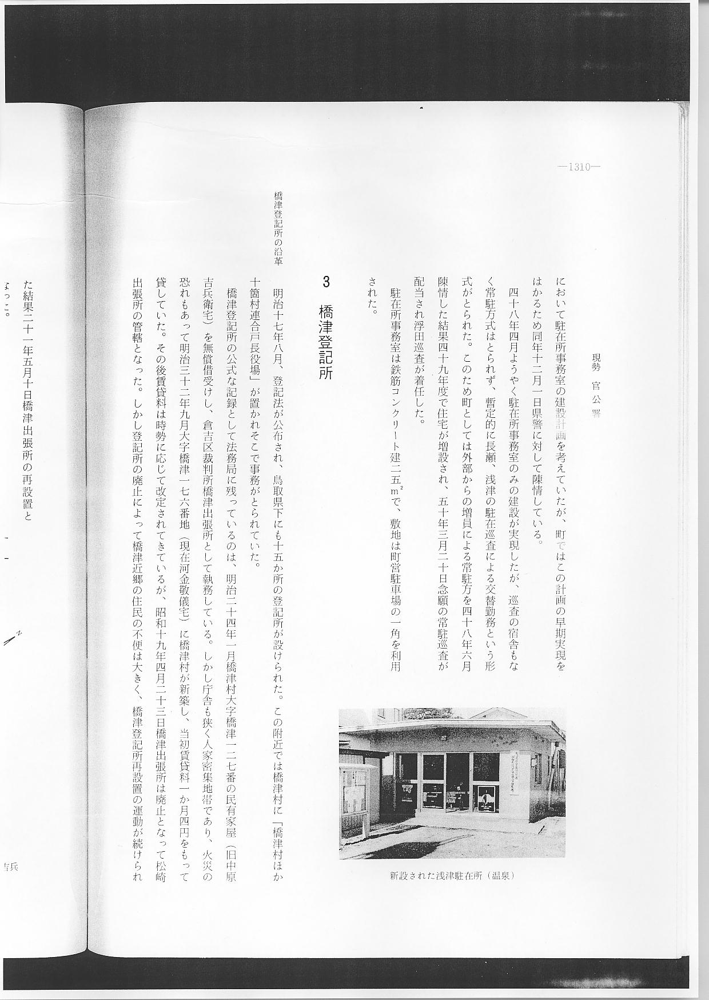 —1310—
現勢 官公署
において駐在所事務室の建設計画を考えていたが、町ではこの計画の早期実現を
はかるため同年十二月一日県警に対して陳情している。
四十八年四月ようやく駐在所事務室のみの建設が実現したが、巡査の宿舎もな
く常駐方式はとられず、暫定的に長瀬、浅津の駐在巡査による交替勤務という形
式がとられた。このため町としては外部からの増員による常駐方を四十八年六月
陳情した結果四十九年度で住宅が増設され、五十年三月二十日念願の常駐巡査が
配当され浮田巡査が着任した。
駐在所事務室は鉄筋コンクリート建二五m²で、敷地は町営駐車場の一角を利用
された。
新設された浅津駐在所（温泉）
3 橋津登記所
橋津登記所の沿革
明治十七年八月、登記法が公布され、鳥取県下にも十五か所の登記所が設けられた。この附近では橋津村に「橋津村ほか
十箇村連合戸長役場」が置かれそこで事務がとられていた。
橋津登記所の公式な記録として法務局に残っているのは、明治二十四年一月橋津村大字橋津一二七番の民有家屋（旧中原
吉兵衛宅）を無償借受けし、倉吉区裁判所橋津出張所として執務している。しかし庁舎も狭く人家密集地帯であり、火災の
恐れもあって明治三十二年九月大字橋津一七六番地（現在河金敬儀宅）に橋津村が新築し、当初賃貸料一か月四円をもって
貸していた。その後賃貸料は時勢に応じて改定されてきているが、昭和十九年四月二十三日橋津出張所は廃止となって松崎
出張所の管轄となった。しかし登記所の廃止によって橋津近郷の住民の不便は大きく、橋津登記所再設置の運動が続けられ
た結果二十一年五月十日橋津出張所の再設置と
なった。
吉兵